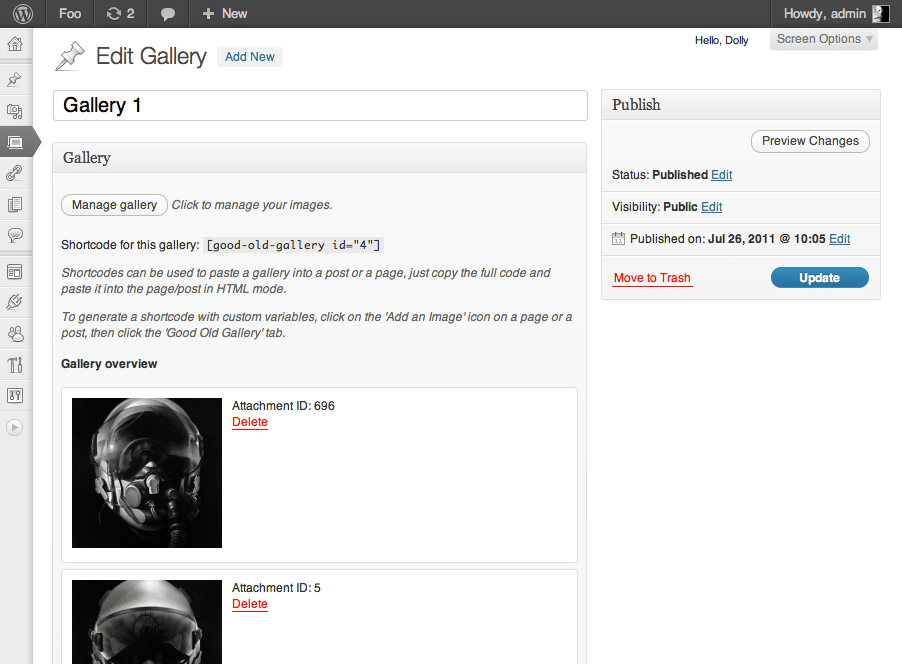 Foo 2 + New Howdy, admin
Hello, Dolly Screen Options
Edit Gallery Add New
Gallery 1
Publish
Preview Changes
Status: Published Edit
Visibility: Public Edit
Published on: Jul 26, 2011 @ 10:05 Edit
Move to Trash Update
Gallery
Manage gallery Click to manage your images.
Shortcode for this gallery: [good-old-gallery id="4"]
Shortcodes can be used to paste a gallery into a post or a page, just copy the full code and
paste it into the page/post in HTML mode.
To generate a shortcode with custom variables, click on the 'Add an Image' icon on a page or a
post, then click the 'Good Old Gallery' tab.
Gallery overview
Attachment ID: 696
Delete
Attachment ID: 5
Delete